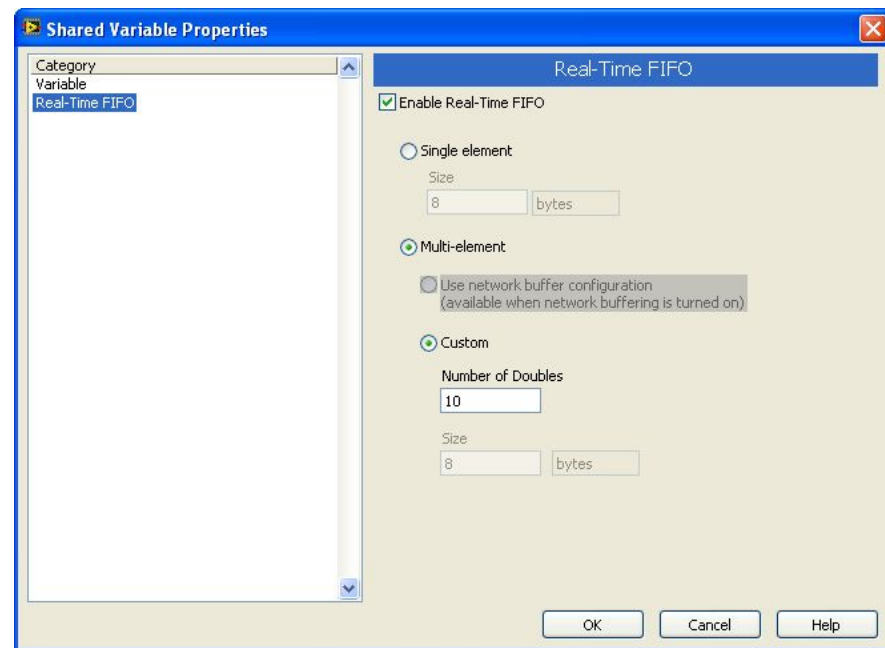 Shared Variable Properties
Category
Variable
Real-Time FIFO
Real-Time FIFO
Enable Real-Time FIFO
Single element
Size
8 bytes
Multi-element
Use network buffer configuration
(available when network buffering is turned on)
Custom
Number of Doubles
10
Size
8 bytes
OK Cancel Help